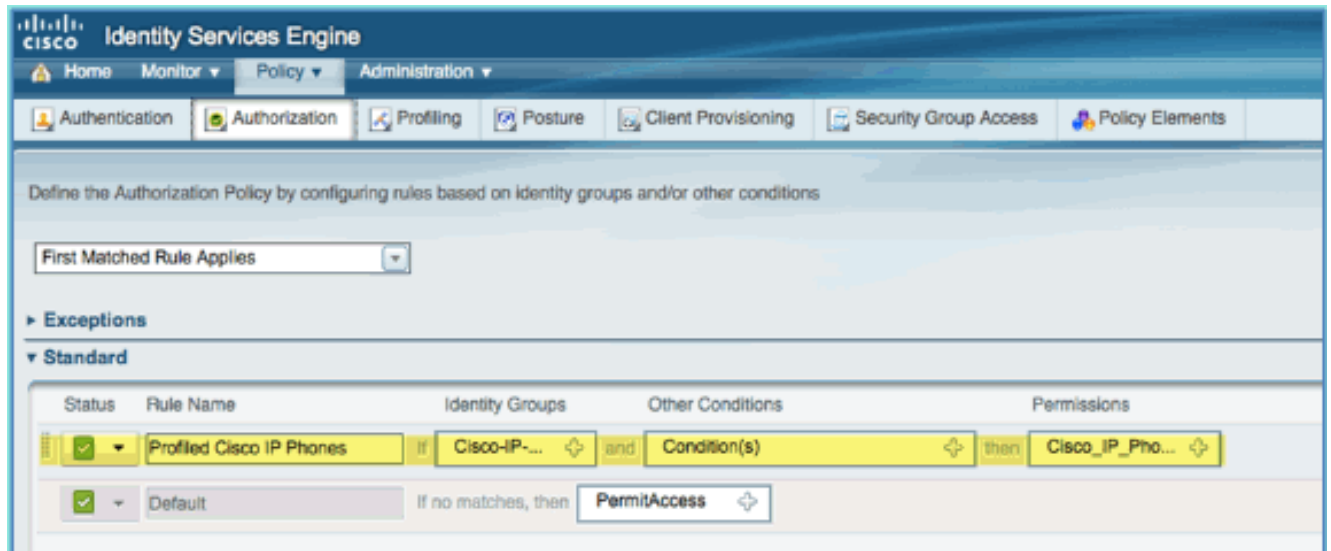 CISCO Identity Services Engine
Home Monitor Policy Administration
Authentication Authorization Profiling Posture Client Provisioning Security Group Access Policy Elements
Define the Authorization Policy by configuring rules based on identity groups and/or other conditions
First Matched Rule Applies
Exceptions
Standard
Status Rule Name Identity Groups Other Conditions Permissions
Profiled Cisco IP Phones If Cisco-IP-... and Condition(s) then Cisco_IP_Pho...
Default If no matches, then PermitAccess